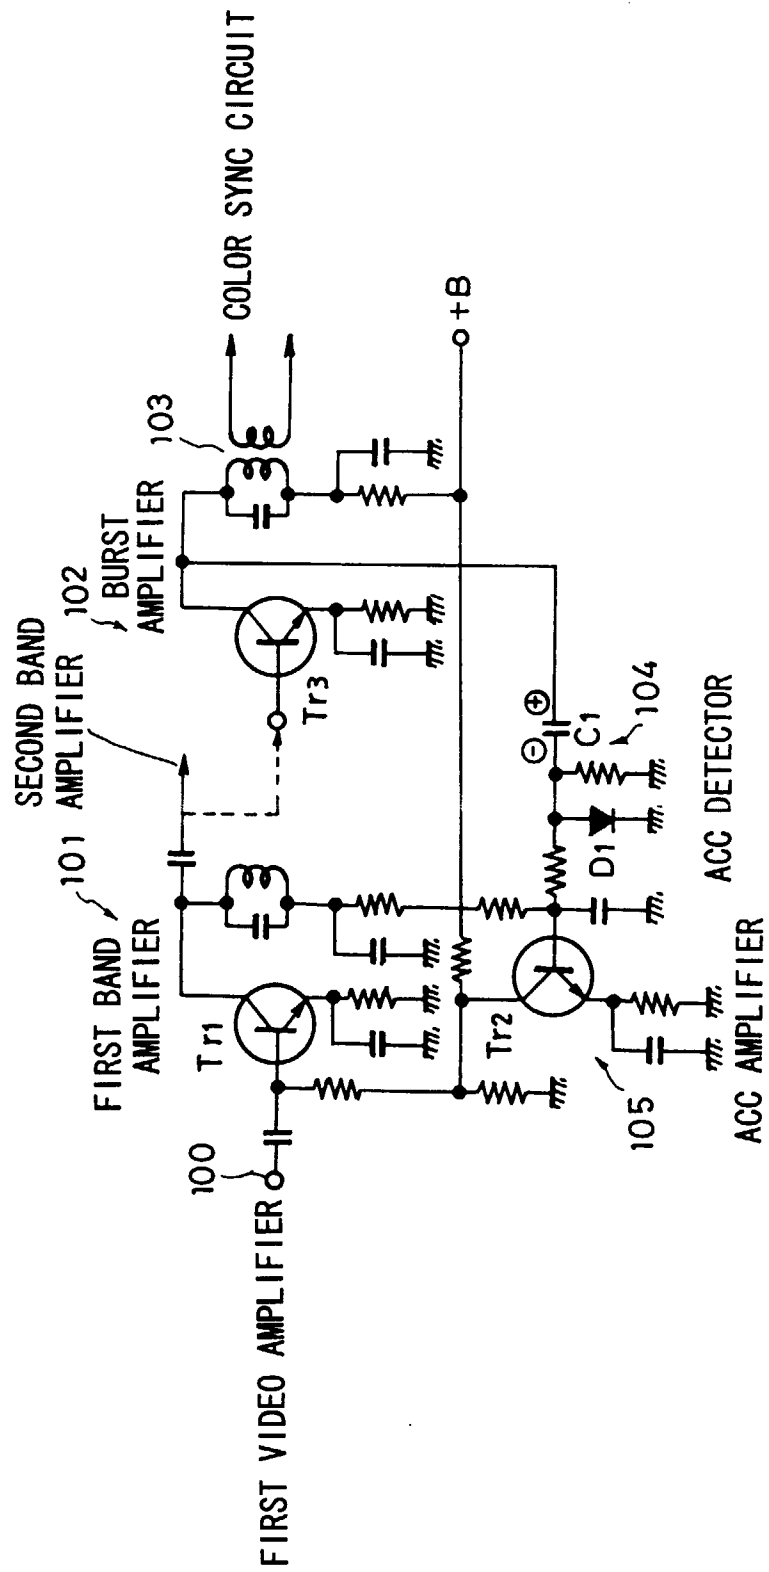 FIRST VIDEO AMPLIFIER
100
FIRST BAND
AMPLIFIER
101
SECOND BAND
AMPLIFIER
102
BURST
AMPLIFIER
103
COLOR SYNC CIRCUIT
Tr1
Tr3
+B
Tr2
105
ACC AMPLIFIER
D1
⊖ ⊕
C1
104
ACC DETECTOR